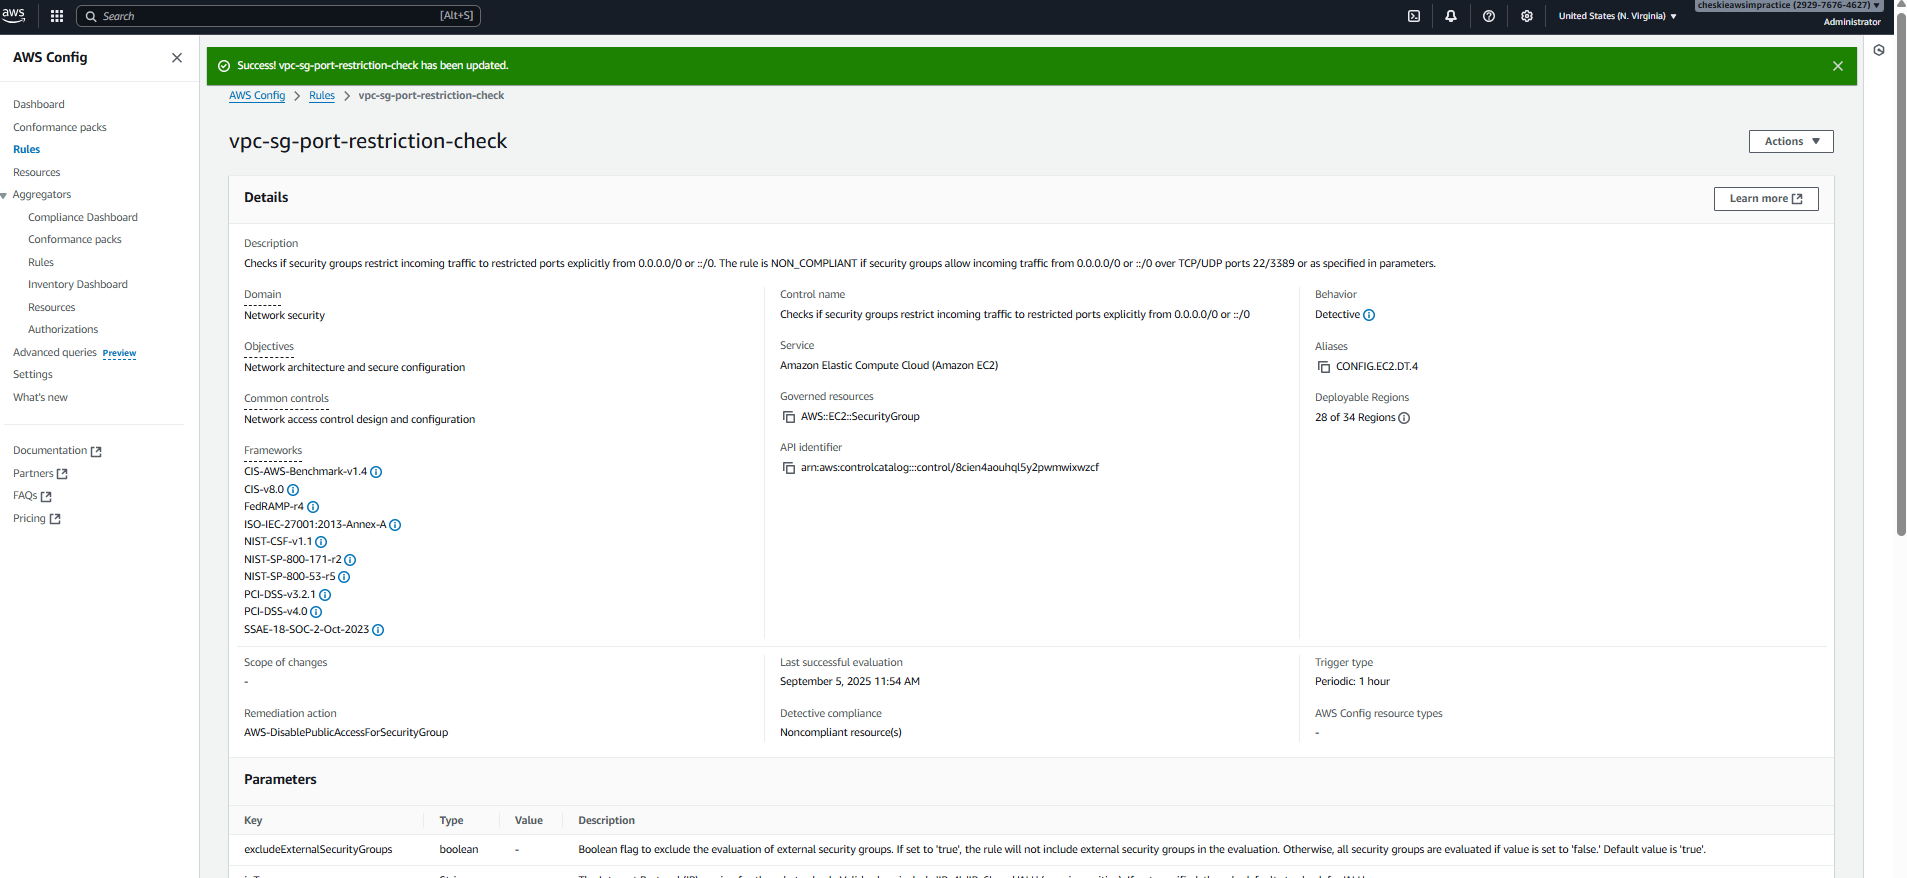 aws
Search
[Alt+S]
United States (N. Virginia)
cheskieawsimpractice (2929-7676-4627)
Administrator
AWS Config
Dashboard
Conformance packs
Rules
Resources
Aggregators
Compliance Dashboard
Conformance packs
Rules
Inventory Dashboard
Resources
Authorizations
Advanced queries Preview
Settings
What's new
Documentation
Partners
FAQs
Pricing
Success! vpc-sg-port-restriction-check has been updated.
AWS Config > Rules > vpc-sg-port-restriction-check
vpc-sg-port-restriction-check
Actions
Details
Learn more
Description
Checks if security groups restrict incoming traffic to restricted ports explicitly from 0.0.0.0/0 or ::/0. The rule is NON_COMPLIANT if security groups allow incoming traffic from 0.0.0.0/0 or ::/0 over TCP/UDP ports 22/3389 or as specified in parameters.
Domain
Network security
Objectives
Network architecture and secure configuration
Common controls
Network access control design and configuration
Frameworks
CIS-AWS-Benchmark-v1.4
CIS-v8.0
FedRAMP-r4
ISO-IEC-27001:2013-Annex-A
NIST-CSF-v1.1
NIST-SP-800-171-r2
NIST-SP-800-53-r5
PCI-DSS-v3.2.1
PCI-DSS-v4.0
SSAE-18-SOC-2-Oct-2023
Control name
Checks if security groups restrict incoming traffic to restricted ports explicitly from 0.0.0.0/0 or ::/0
Service
Amazon Elastic Compute Cloud (Amazon EC2)
Governed resources
AWS::EC2::SecurityGroup
API identifier
arn:aws:controlcatalog:::control/8cien4aouhql5y2pwmwixwzcf
Behavior
Detective
Aliases
CONFIG.EC2.DT.4
Deployable Regions
28 of 34 Regions
Scope of changes
-
Remediation action
AWS-DisablePublicAccessForSecurityGroup
Last successful evaluation
September 5, 2025 11:54 AM
Detective compliance
Noncompliant resource(s)
Trigger type
Periodic: 1 hour
AWS Config resource types
-
Parameters
Key Type Value Description
excludeExternalSecurityGroups boolean - Boolean flag to exclude the evaluation of external security groups. If set to 'true', the rule will not include external security groups in the evaluation. Otherwise, all security groups are evaluated if value is set to 'false.' Default value is 'true'.